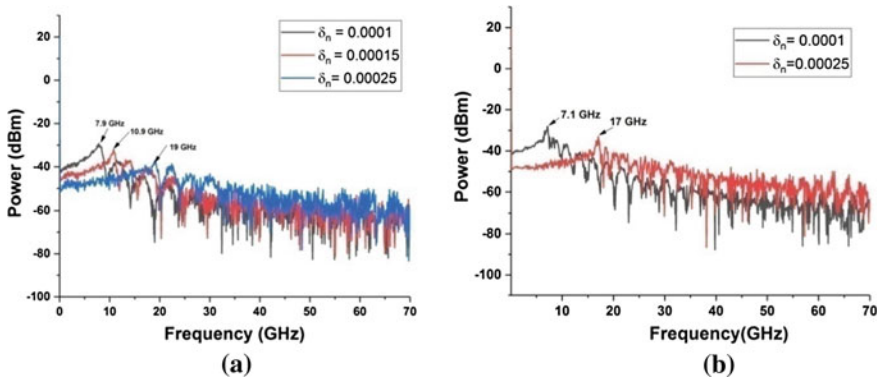 δn = 0.0001
δn = 0.00015
δn = 0.00025
7.9 GHz
10.9 GHz
19 GHz
Power (dBm)
20
0
-20
-40
-60
-80
-100
0 10 20 30 40 50 60 70
Frequency (GHz)
(a)
δn= 0.0001
δn=0.00025
7.1 GHz
17 GHz
Power (dBm)
20
0
-20
-40
-60
-80
-100
10 20 30 40 50 60 70
Frequency(GHz)
(b)